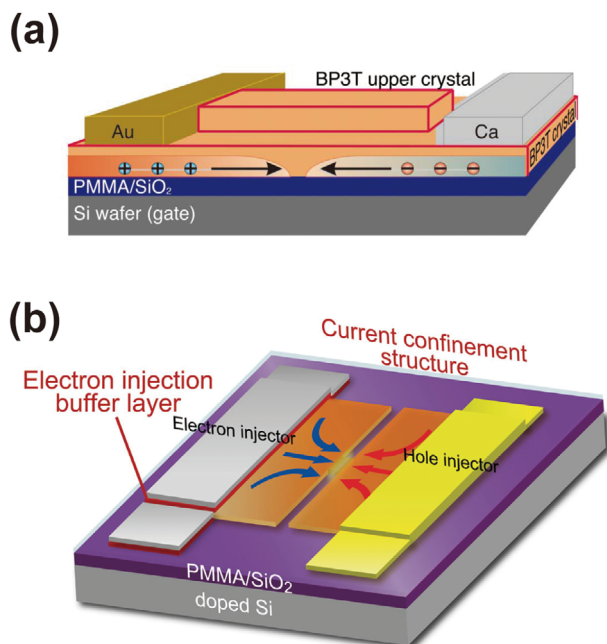 (a)
BP3T upper crystal
Au
Ca
BP3T crystal
PMMA/SiO₂
Si wafer (gate)
(b)
Current confinement
structure
Electron injection
buffer layer
Electron injector
Hole injector
PMMA/SiO₂
doped Si